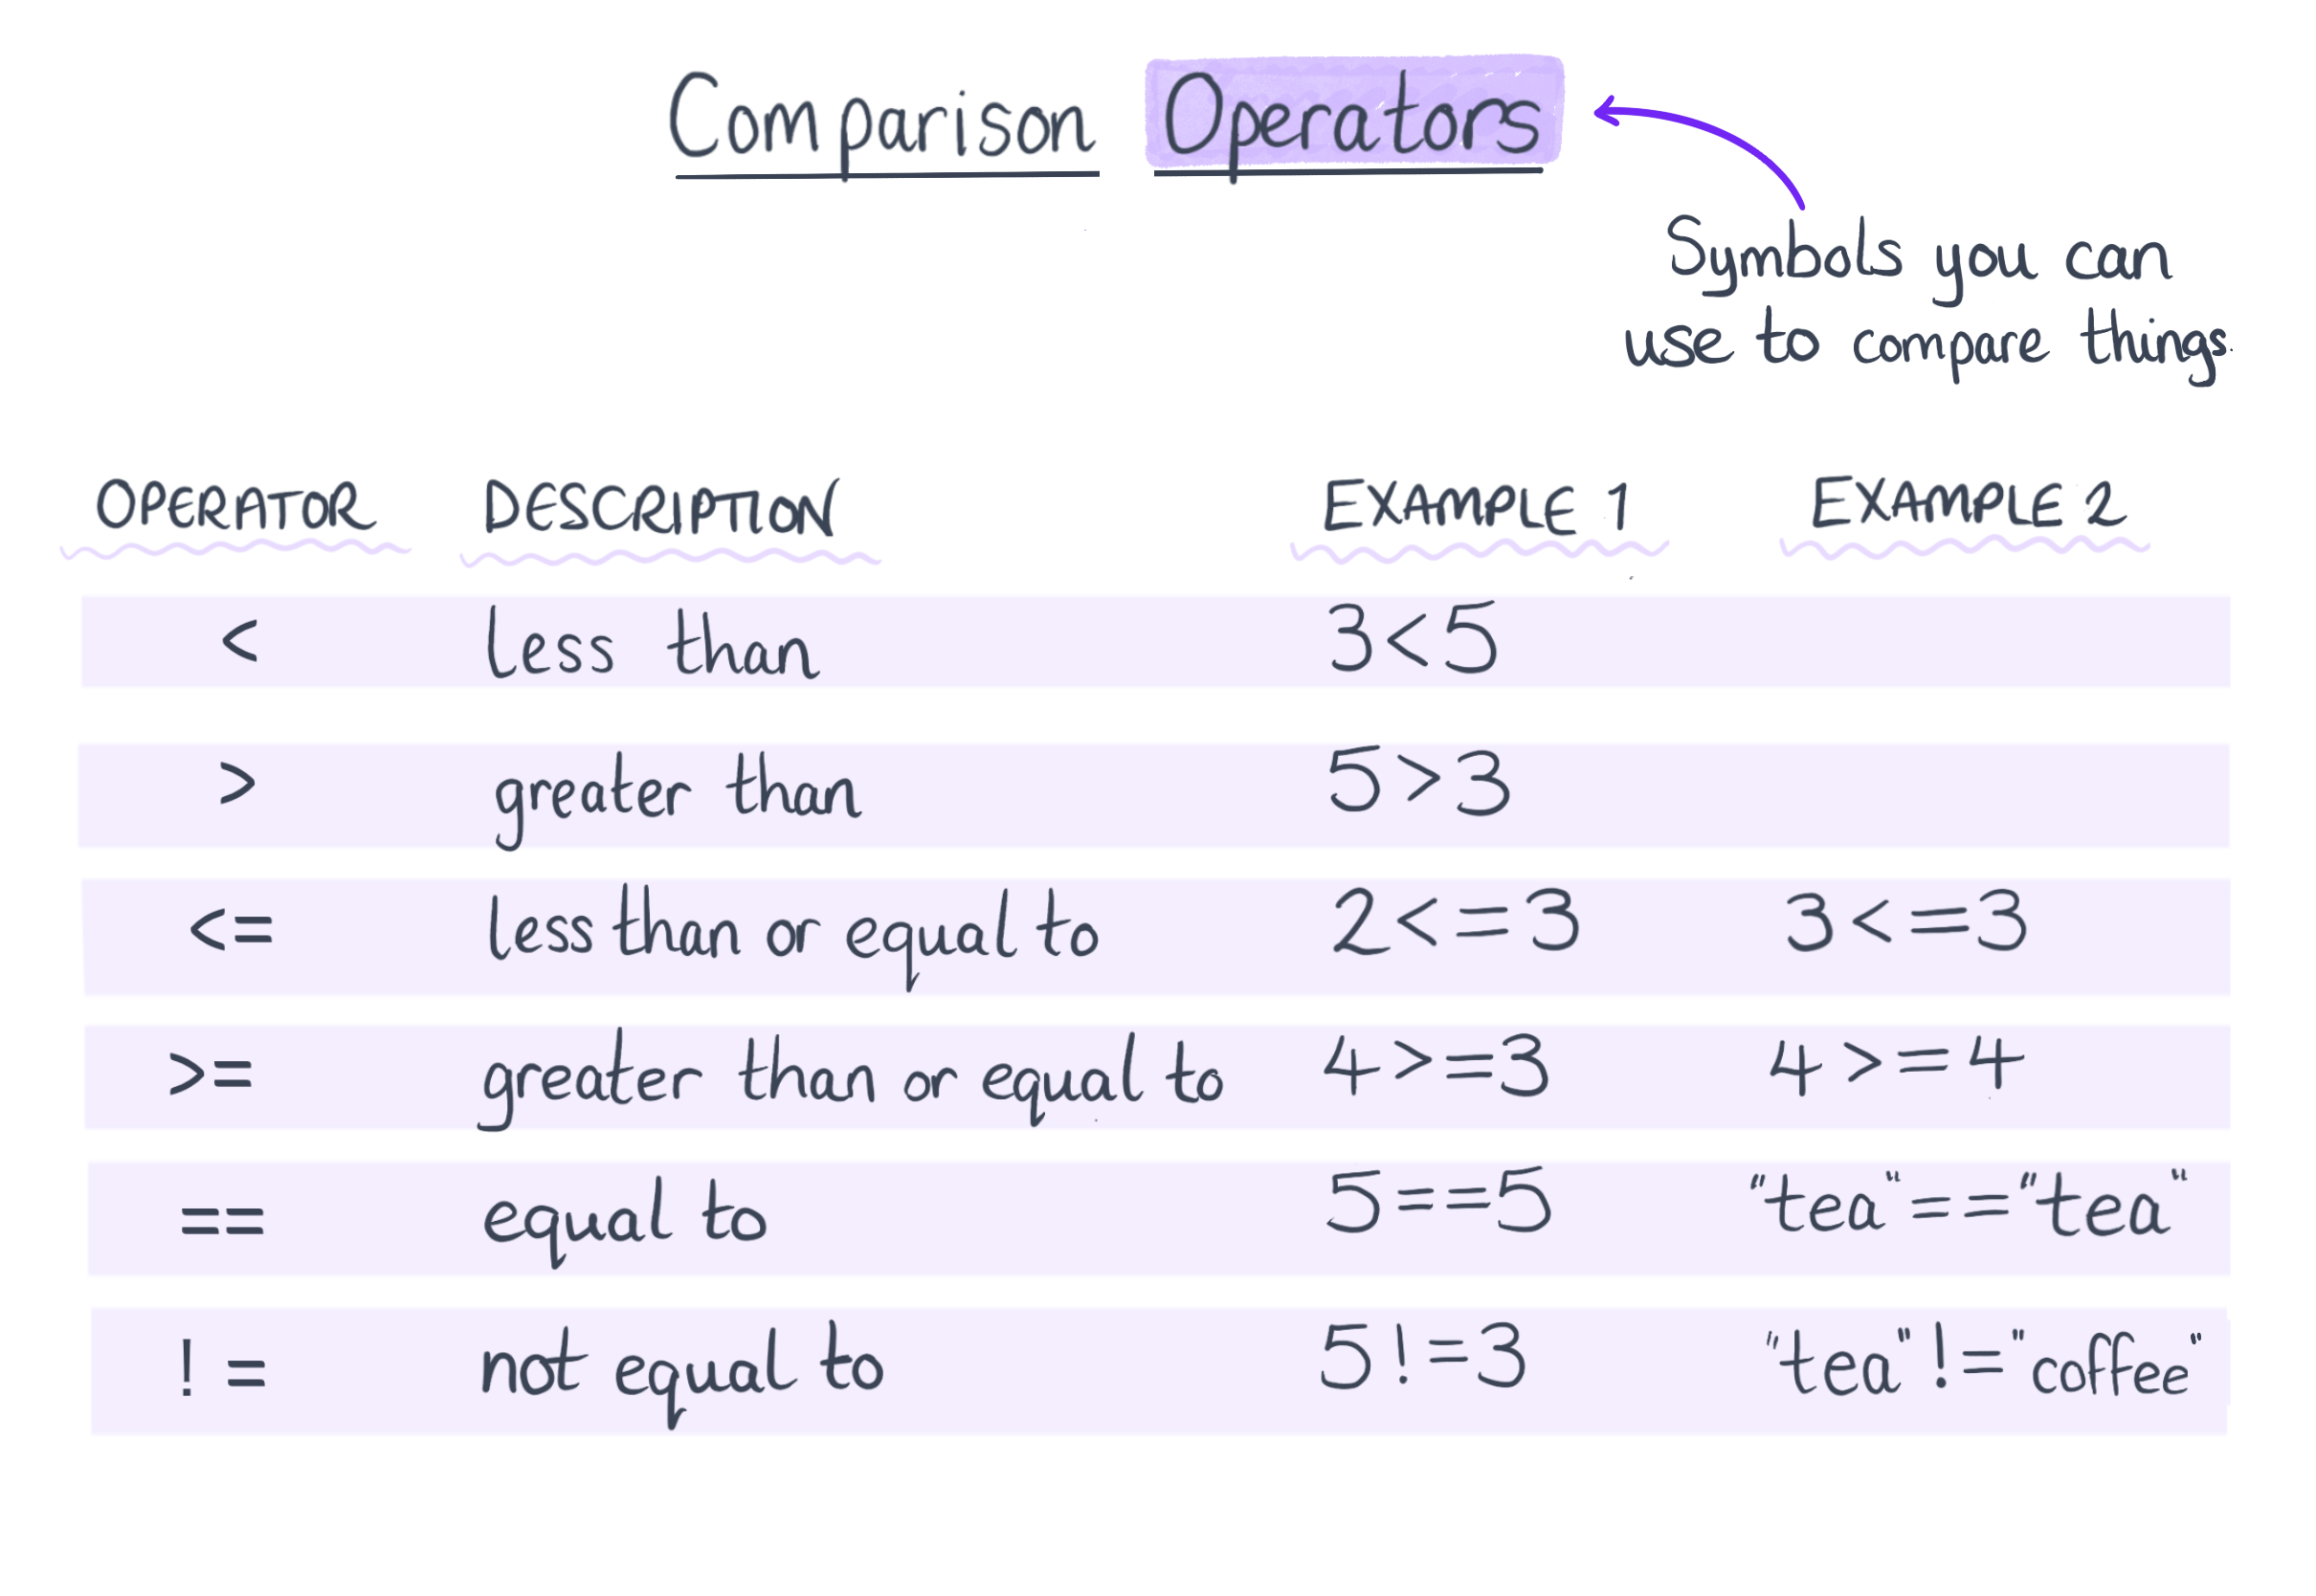 Comparison Operators
Symbols you can
use to compare things.
OPERATOR DESCRIPTION EXAMPLE 1 EXAMPLE 2
< less than 3<5
> greater than 5>3
<= less than or equal to 2<=3 3<=3
>= greater than or equal to 4>=3 4>=4
== equal to 5==5 "tea"=="tea"
!= not equal to 5!=3 "tea"!="coffee"